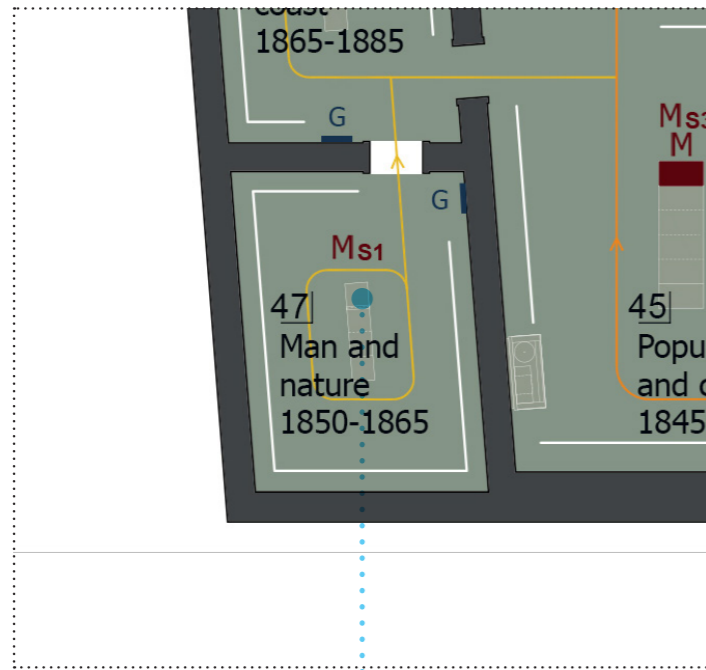 coast
1865-1885
G
Ms3
M
G
Ms1
47
Man and
nature
1850-1865
45
Popu
and c
1845